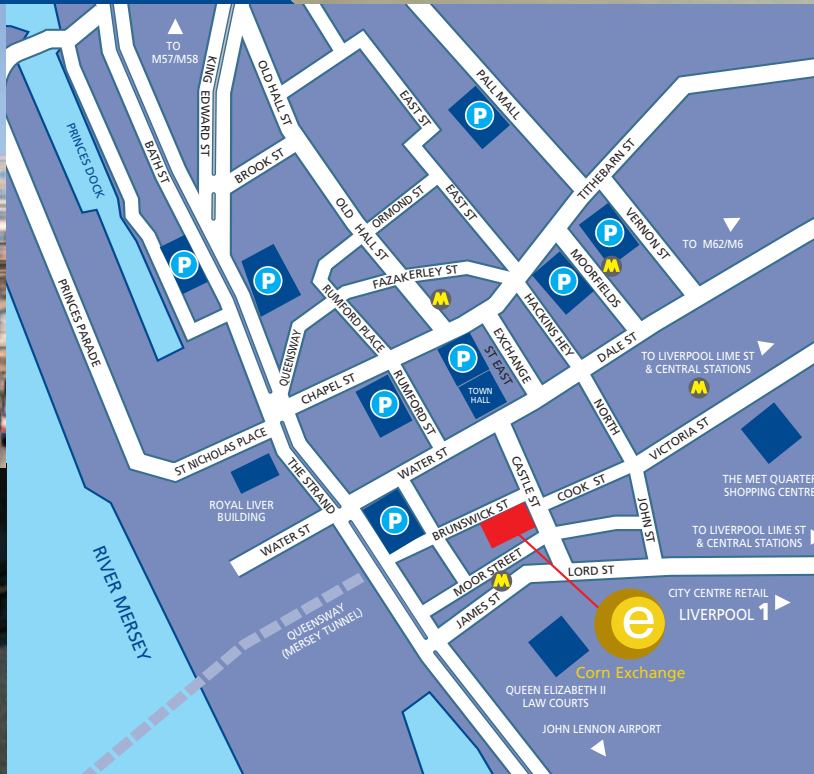 TO
M57/M58
KING EDWARD ST
OLD HALL ST
PALL MALL
EAST ST
P
PRINCES DOCK
BATH ST
BROOK ST
TITHEBARN ST
ORMOND ST
EAST ST
VERNON ST
OLD HALL ST
P
TO M62/M6
P
P
MOORFIELDS
M
P
FAZAKERLEY ST
M
PRINCES PARADE
RUMFORD PLACE
HACKINS HEY
QUEENSWAY
EXCHANGE
ST EAST
DALE ST
P
TO LIVERPOOL LIME ST
& CENTRAL STATIONS
M
CHAPEL ST
RUMFORD ST
TOWN
HALL
P
NORTH
JOHN ST
ST NICHOLAS PLACE
WATER ST
VICTORIA ST
THE STRAND
CASTLE ST
COOK ST
THE MET QUARTER
SHOPPING CENTRE
ROYAL LIVER
BUILDING
P
BRUNSWICK ST
WATER ST
TO LIVERPOOL LIME ST
& CENTRAL STATIONS
MOOR STREET
M
LORD ST
RIVER MERSEY
JAMES ST
QUEENSWAY
(MERSEY TUNNEL)
CITY CENTRE RETAIL
LIVERPOOL 1
e
Corn Exchange
QUEEN ELIZABETH II
LAW COURTS
JOHN LENNON AIRPORT